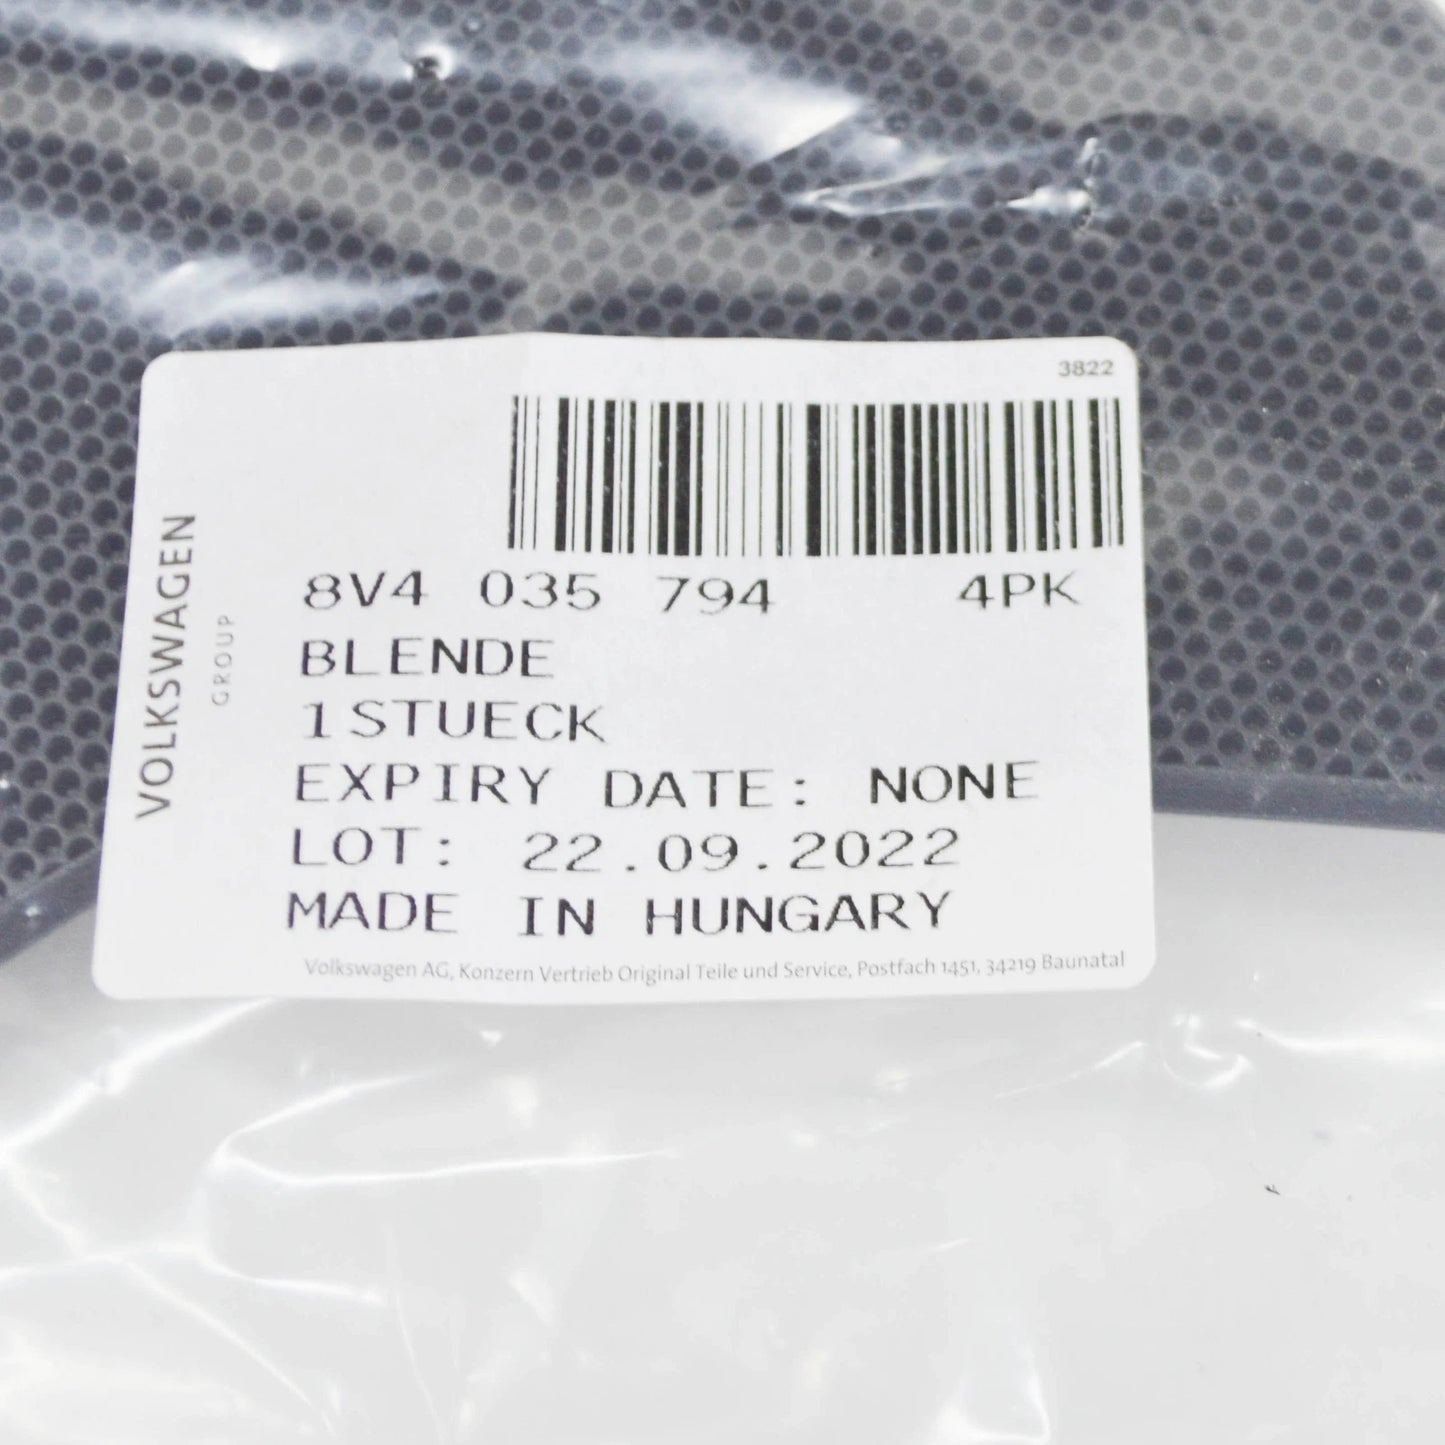 3822
VOLKSWAGEN
GROUP
8V4 035 794 4PK
BLENDE
1STUECK
EXPIRY DATE: NONE
LOT: 22.09.2022
MADE IN HUNGARY
Volkswagen AG, Konzern Vertrieb Original Teile und Service, Postfach 1451, 34219 Baunatal